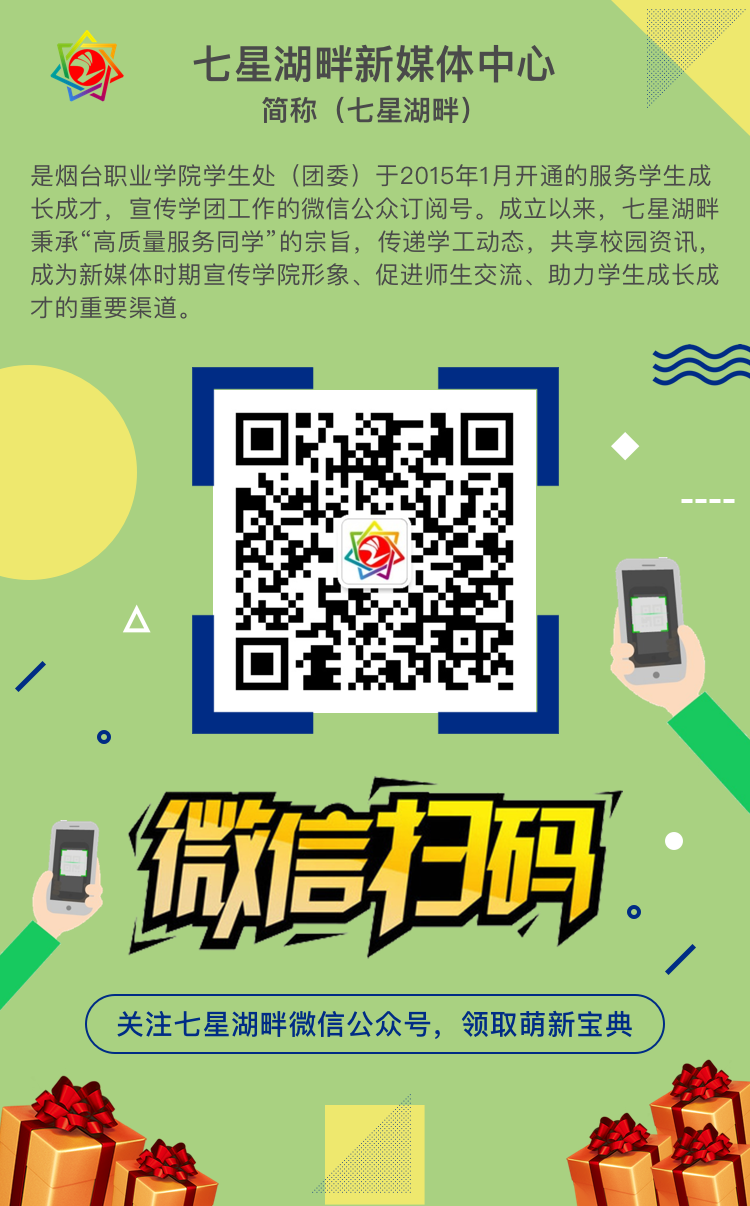 七星湖畔新媒体中心
简称（七星湖畔）
是烟台职业学院学生处（团委）于2015年1月开通的服务学生成
长成才，宣传学团工作的微信公众订阅号。成立以来，七星湖畔
秉承“高质量服务同学”的宗旨，传递学工动态，共享校园资讯，
成为新媒体时期宣传学院形象、促进师生交流、助力学生成长成
才的重要渠道。
微信扫码
关注七星湖畔微信公众号，领取萌新宝典